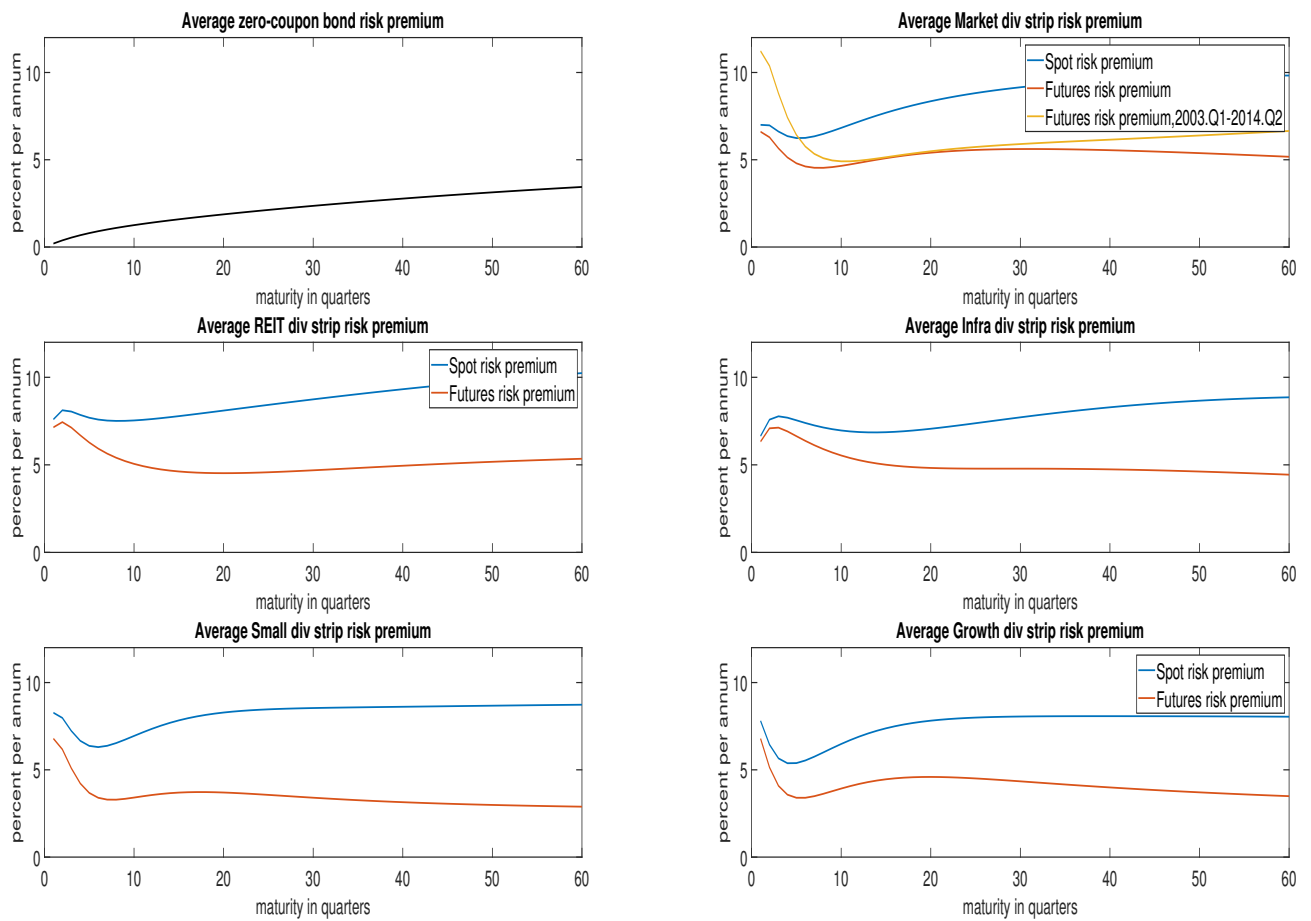 Average zero-coupon bond risk premium
percent per annum
10
5
0
0 10 20 30 40 50 60
maturity in quarters
Average Market div strip risk premium
Spot risk premium
Futures risk premium
Futures risk premium,2003.Q1-2014.Q2
percent per annum
10
5
0
0 10 20 30 40 50 60
maturity in quarters
Average REIT div strip risk premium
Spot risk premium
Futures risk premium
percent per annum
10
5
0
0 10 20 30 40 50 60
maturity in quarters
Average Infra div strip risk premium
percent per annum
10
5
0
0 10 20 30 40 50 60
maturity in quarters
Average Small div strip risk premium
percent per annum
10
5
0
0 10 20 30 40 50 60
maturity in quarters
Average Growth div strip risk premium
Spot risk premium
Futures risk premium
percent per annum
10
5
0
0 10 20 30 40 50 60
maturity in quarters